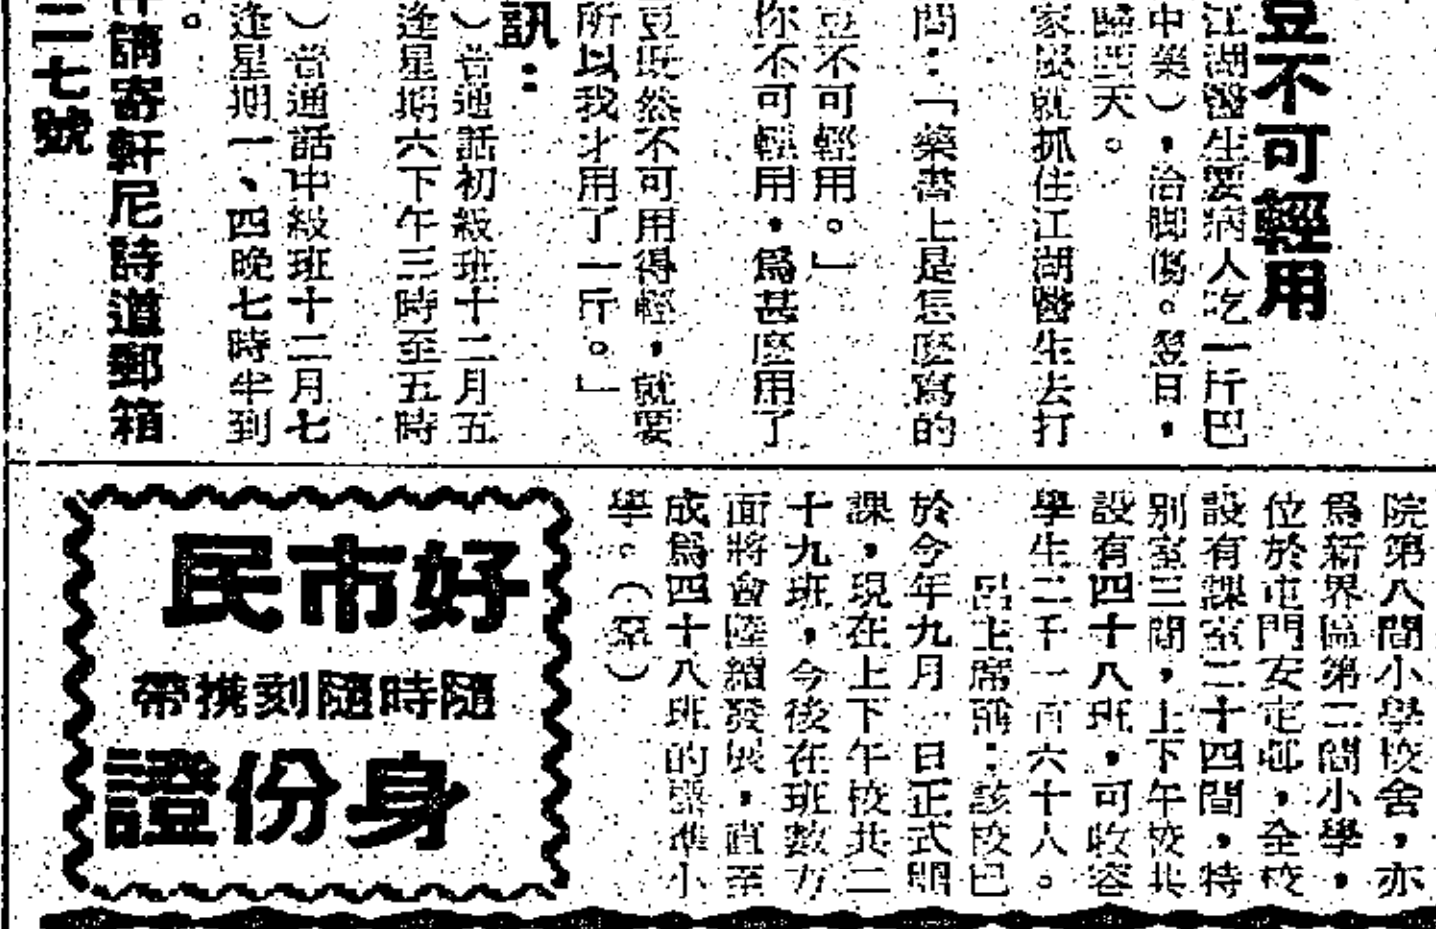 豆不可輕用
江湖醫生要病人吃一斤巴
中藥），治脚傷。翌日，
歸西天。
家長就抓住江湖醫生去打
問：「藥書上是怎麽寫的
豆不可輕用。」
你不可輕用，爲甚麽用了
豆既然不可用得輕，就要
所以我才用了一斤。」
訊：
）普通話初級班十二月五
逢星期六下午三時至五時
）普通話中級班十二月七
逢星期一、四晚七時半到
。
請寄軒尼詩道郵箱
二七號
院第八間小學校舍，亦
爲新界區第二間小學，
位於屯門安定邨，全校
設有課室二十四間，特
别室三間，上下午校共
設有四十八班，可收容
學生二千一百六十人。
呂主席稱：該校已
於今年九月一日正式開
課，現在上下午校共二
十九班，今後在班數方
面將會陸續發展，直至
成爲四十八班的標準小
學。（羣）
好市民
隨時隨刻攜帶
身份證